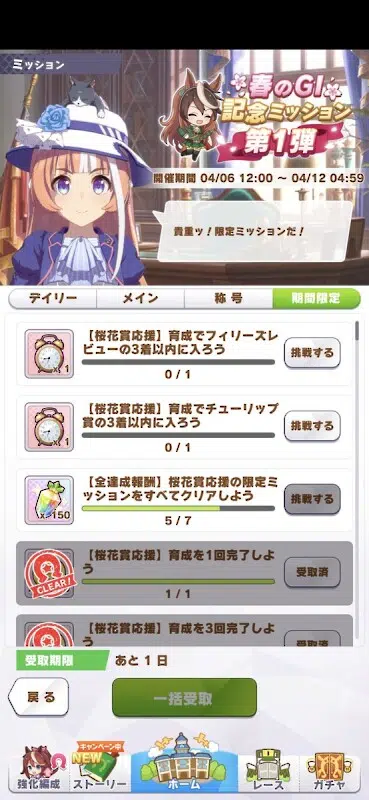 ミッション
春のGI
記念ミッション
第1弾
開催期間 04/06 12:00 ～ 04/12 04:59
貴重ッ！限定ミッションだ！
デイリー
メイン
称号
期間限定
【桜花賞応援】育成でフィリーズレ
ビューの3着以内に入ろう
1
0 / 1
挑戦する
【桜花賞応援】育成でチューリップ
賞の3着以内に入ろう
1
0 / 1
挑戦する
【全達成報酬】桜花賞応援の限定ミ
ッションをすべてクリアしよう
x150
5 / 7
挑戦する
【桜花賞応援】育成を1回完了しよ
う
CLEAR!
1 / 1
受取済
【桜花賞応援】育成を3回完了しよ
う
受取済
受取期限
あと 1 日
戻る
一括受取
キャンペーン中
NEW
強化編成
ストーリー
ホーム
レース
ガチャ